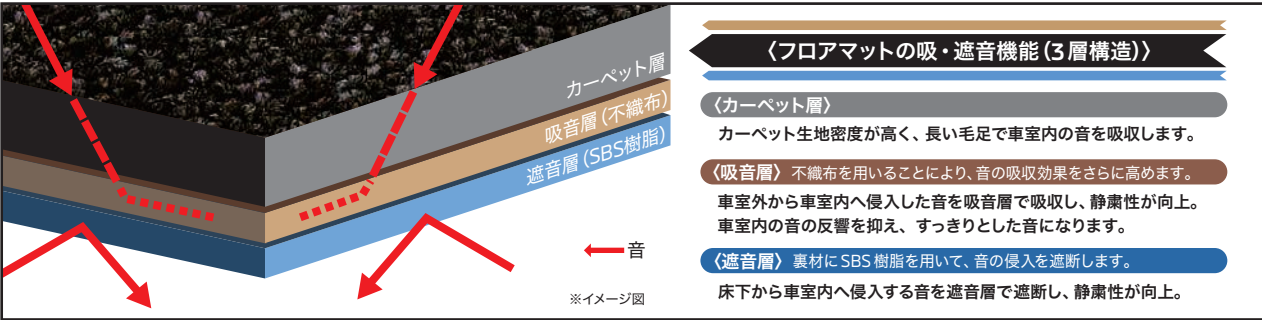 カーペット層
吸音層（不織布）
遮音層（SBS樹脂）
音
※イメージ図
〈フロアマットの吸・遮音機能（3層構造）〉
〈カーペット層〉
カーペット生地密度が高く、長い毛足で車室内の音を吸収します。
〈吸音層〉不織布を用いることにより、音の吸収効果をさらに高めます。
車室外から車室内へ侵入した音を吸音層で吸収し、静粛性が向上。
車室内の音の反響を抑え、すっきりとした音になります。
〈遮音層〉裏材にSBS樹脂を用いて、音の侵入を遮断します。
床下から車室内へ侵入する音を遮音層で遮断し、静粛性が向上。